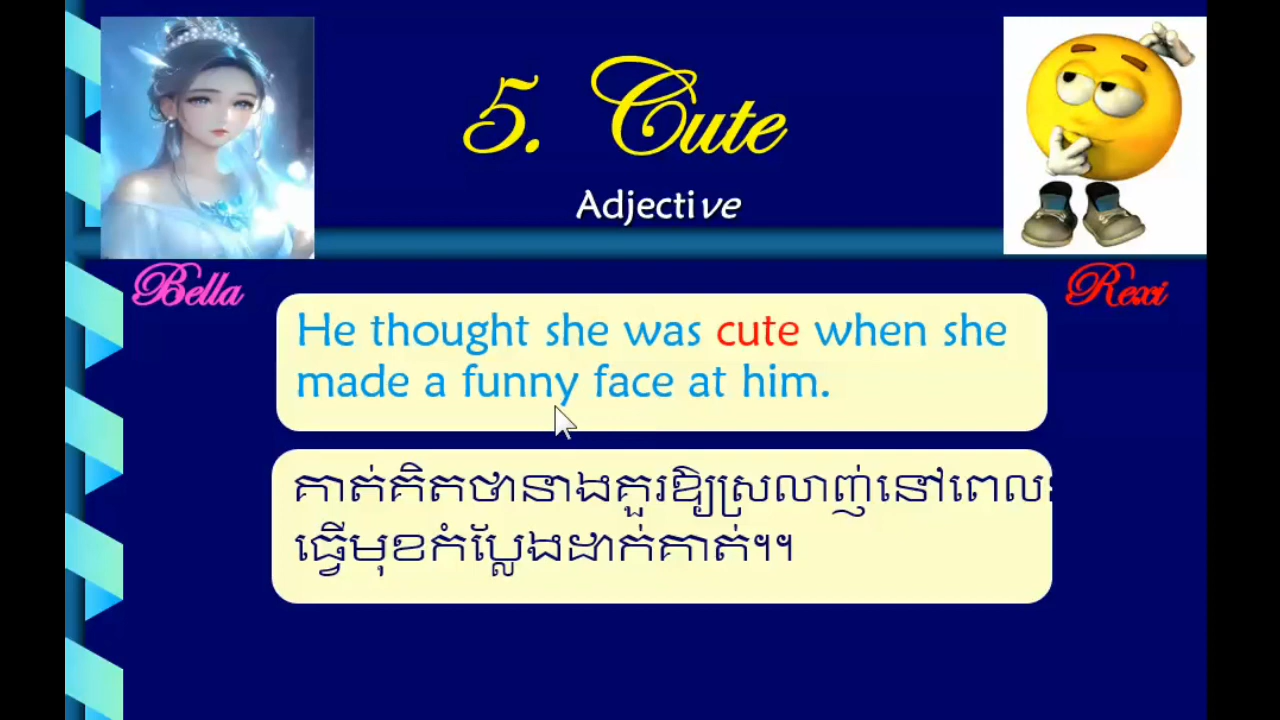 5. Cute
Adjective
Bella
Rexi
He thought she was cute when she
made a funny face at him.
គាត់គិតថានាងគួរឱ្យស្រលាញ់នៅពេល
ធ្វើមុខកំប្លែងដាក់គាត់។។